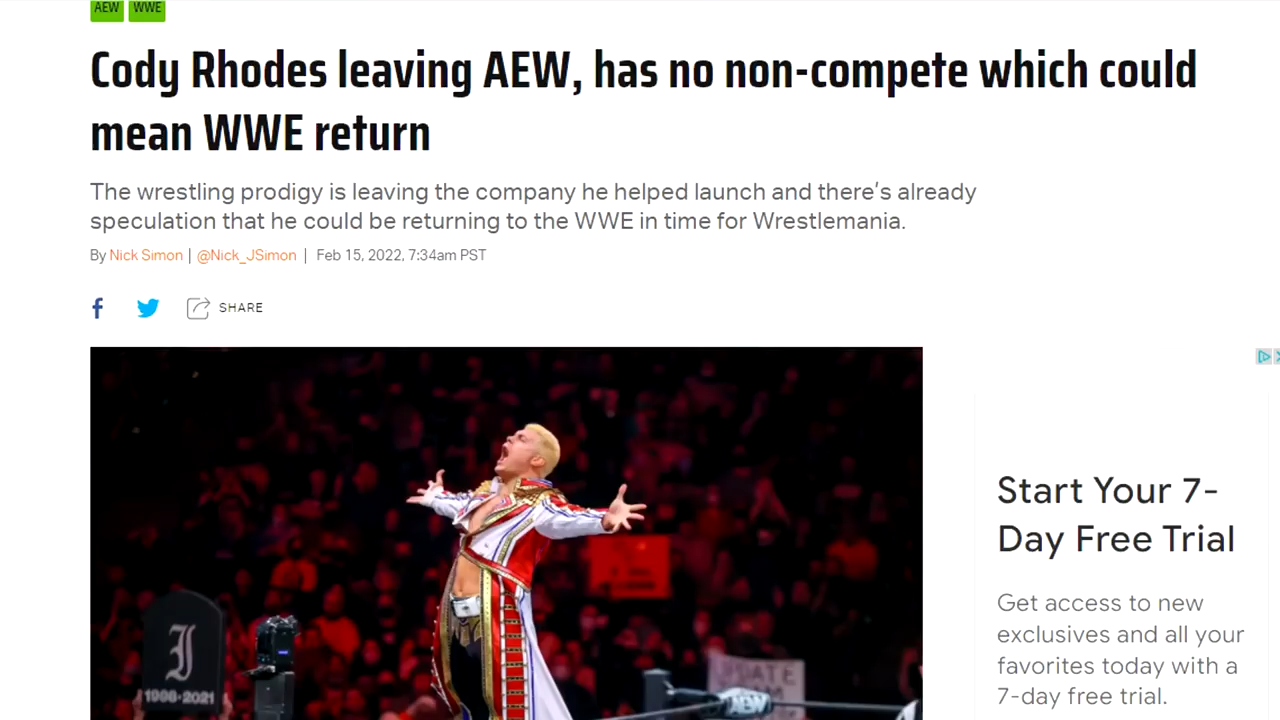 AEW WWE
Cody Rhodes leaving AEW, has no non-compete which could
mean WWE return
The wrestling prodigy is leaving the company he helped launch and there's already
speculation that he could be returning to the WWE in time for Wrestlemania.
By Nick Simon | @Nick_JSimon | Feb 15, 2022, 7:34am PST
SHARE
Start Your 7-
Day Free Trial
Get access to new
exclusives and all your
favorites today with a
7-day free trial.
1998-2021
AEW